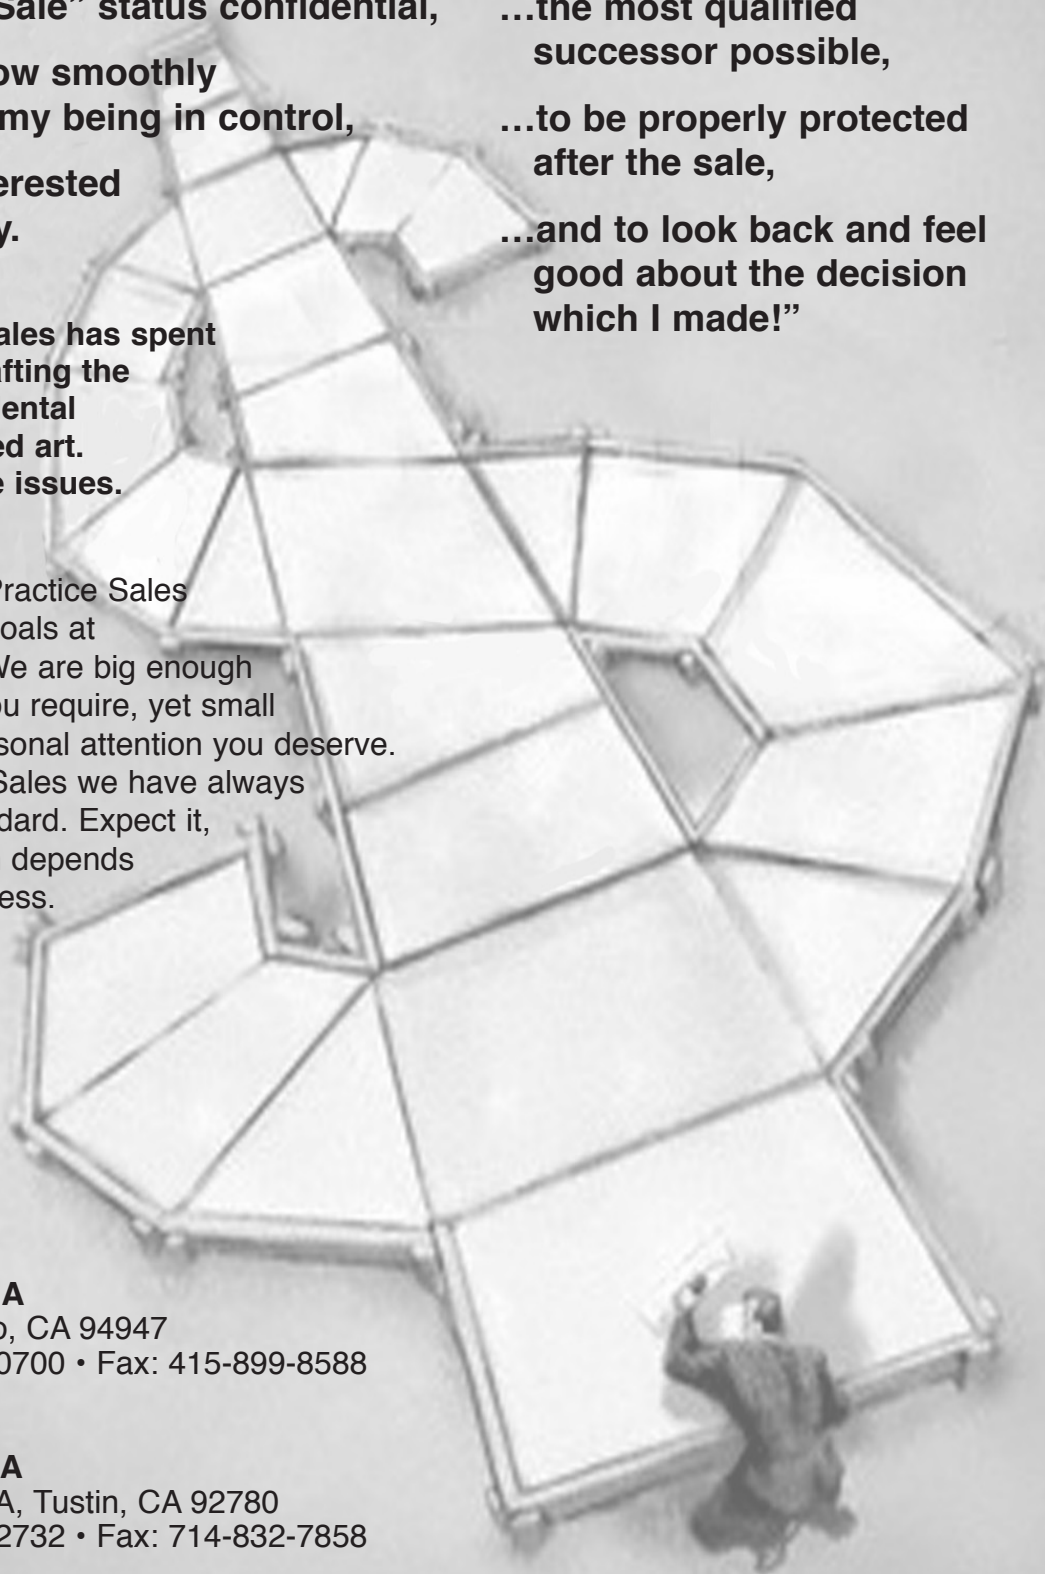 Sale” status confidential,
ow smoothly
my being in control,
erested
y.
…the most qualified
successor possible,
…to be properly protected
after the sale,
…and to look back and feel
good about the decision
which I made!”
ales has spent
afting the
ental
ed art.
e issues.
Practice Sales
oals at
We are big enough
ou require, yet small
sonal attention you deserve.
Sales we have always
dard. Expect it,
depends
ess.
A
o, CA 94947
0700 • Fax: 415-899-8588
A
A, Tustin, CA 92780
2732 • Fax: 714-832-7858